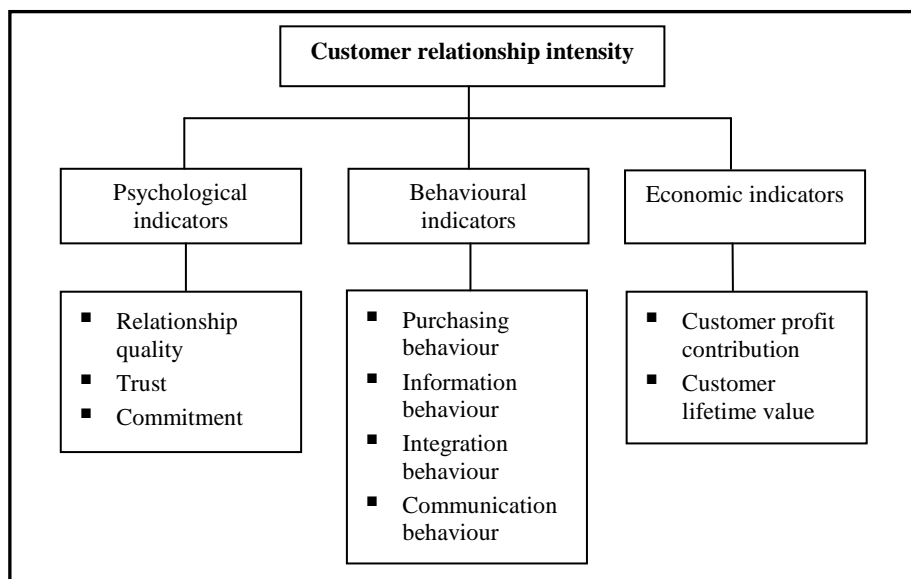 Customer relationship intensity
Psychological
indicators
Behavioural
indicators
Economic indicators
▪ Relationship
quality
▪ Trust
▪ Commitment
▪ Purchasing
behaviour
▪ Information
behaviour
▪ Integration
behaviour
▪ Communication
behaviour
▪ Customer profit
contribution
▪ Customer
lifetime value